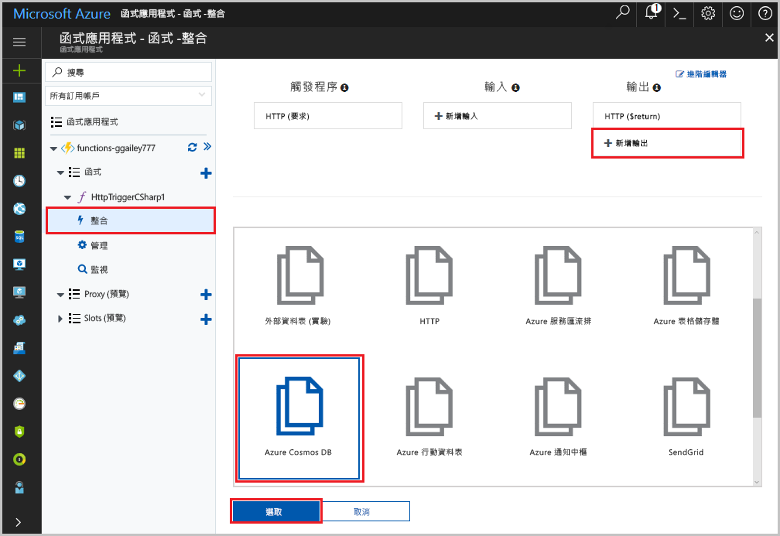 Microsoft Azure 函式應用程式 - 函式 -整合
1
函式應用程式 - 函式 -整合
函式應用程式
搜尋
所有訂用帳戶
函式應用程式
functions-ggailey777
函式
HttpTriggerCSharp1
整合
管理
監視
Proxy (預覽)
Slots (預覽)
進階編輯器
觸發程序
輸入
輸出
HTTP (要求)
新增輸入
HTTP ($return)
新增輸出
外部資料表 (實驗)
HTTP
Azure 服務匯流排
Azure 表格儲存體
Azure Cosmos DB
Azure 行動資料表
Azure 通知中樞
SendGrid
選取
取消